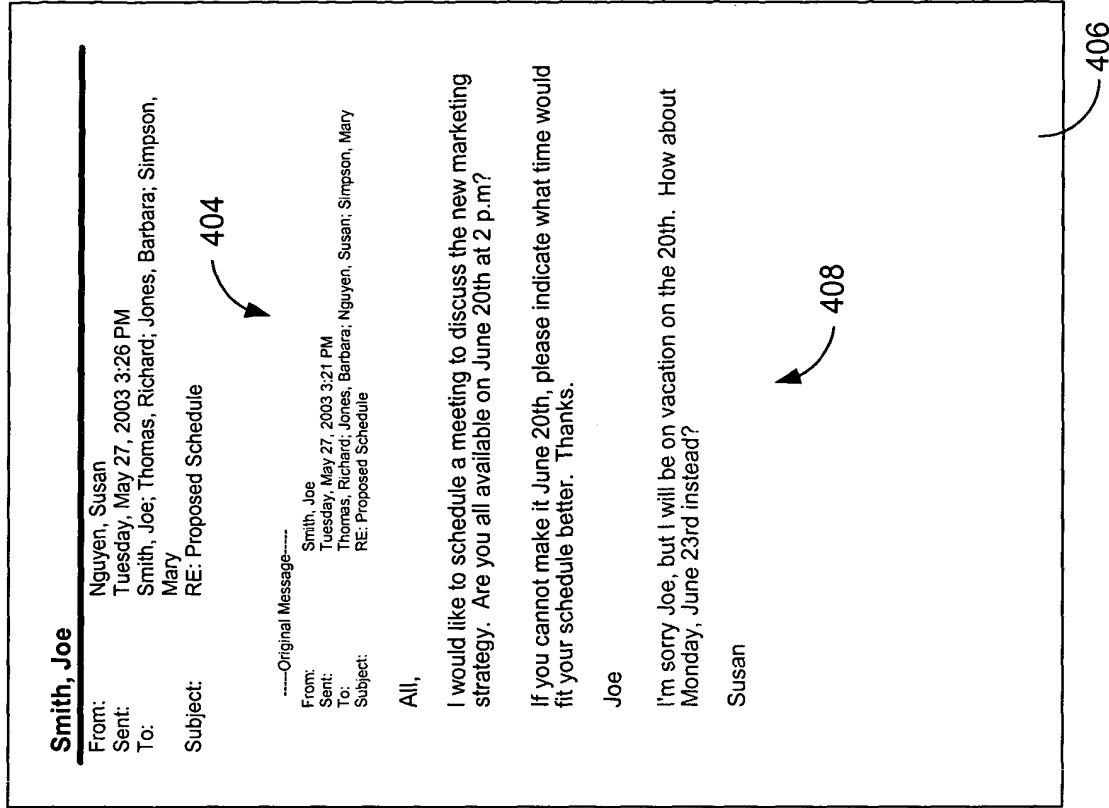 Smith, Joe
From: Nguyen, Susan
Sent: Tuesday, May 27, 2003 3:26 PM
To: Smith, Joe; Thomas, Richard; Jones, Barbara; Simpson,
Mary
Subject: RE: Proposed Schedule
404
-----Original Message-----
From: Smith, Joe
Sent: Tuesday, May 27, 2003 3:21 PM
To: Thomas, Richard; Jones, Barbara; Nguyen, Susan; Simpson, Mary
Subject: RE: Proposed Schedule
All,
I would like to schedule a meeting to discuss the new marketing
strategy. Are you all available on June 20th at 2 p.m?
If you cannot make it June 20th, please indicate what time would
fit your schedule better. Thanks.
Joe
I'm sorry Joe, but I will be on vacation on the 20th. How about
Monday, June 23rd instead?
Susan
408
406